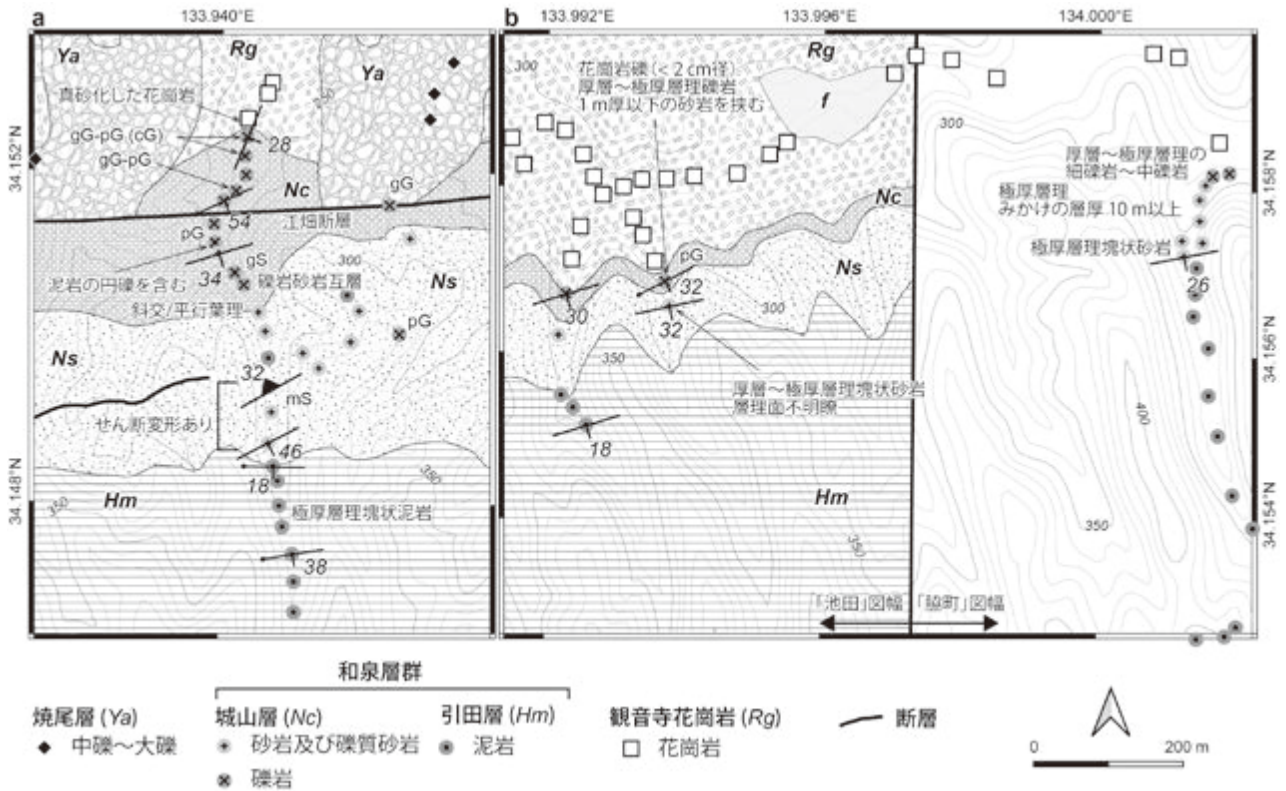 a
133.940°E
b
133.992°E
133.996°E
134.000°E
Ya
Rg
Ya
真砂化した花崗岩
gG-pG (cG)
28
gG-pG
Nc
gG
54
江畑断層
pG
gS
300
34
礫岩砂岩互層
泥岩の円礫を含む
斜交/平行葉理
Ns
pG
Ns
32
mS
せん断変形あり
46
18
350
350
Hm
極厚層理塊状泥岩
38
34.152°N
34.148°N
300
Rg
花崗岩礫(< 2 cm径)
厚層～極厚層理礫岩
1 m厚以下の砂岩を挟む
f
Nc
pG
32
Ns
30
32
300
350
厚層～極厚層理塊状砂岩
層理面不明瞭
18
Hm
350
「池田」図幅
「脇町」図幅
300
厚層～極厚層理の
細礫岩～中礫岩
極厚層理
みかけの層厚 10 m以上
極厚層理塊状砂岩
26
400
350
34.158°N
34.156°N
34.154°N
和泉層群
焼尾層 (Ya)
城山層 (Nc)
引田層 (Hm)
観音寺花崗岩 (Rg)
断層
中礫～大礫
砂岩及び礫質砂岩
泥岩
花崗岩
礫岩
0
200 m